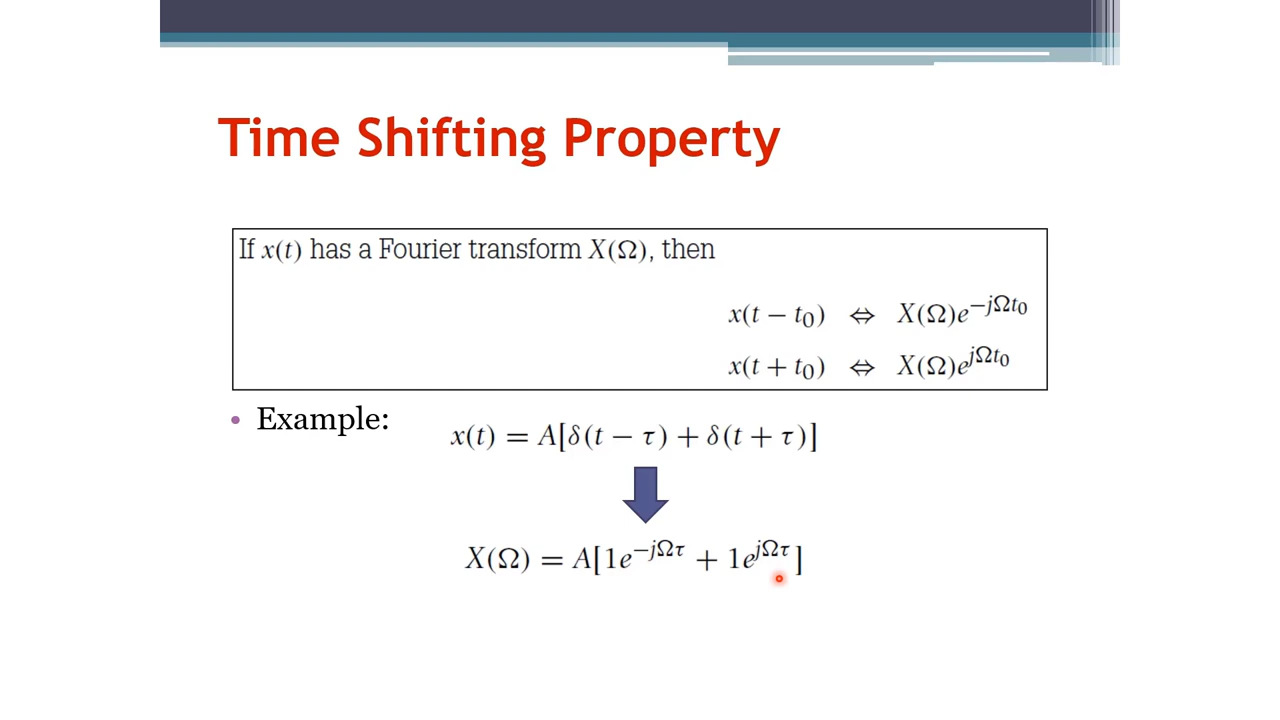 Time Shifting Property
If x(t) has a Fourier transform X(Ω), then
x(t − t₀) ⇔ X(Ω)e^{−jΩt₀}
x(t + t₀) ⇔ X(Ω)e^{jΩt₀}
• Example:
x(t) = A[δ(t − τ) + δ(t + τ)]
X(Ω) = A[1e^{−jΩτ} + 1e^{jΩτ}]